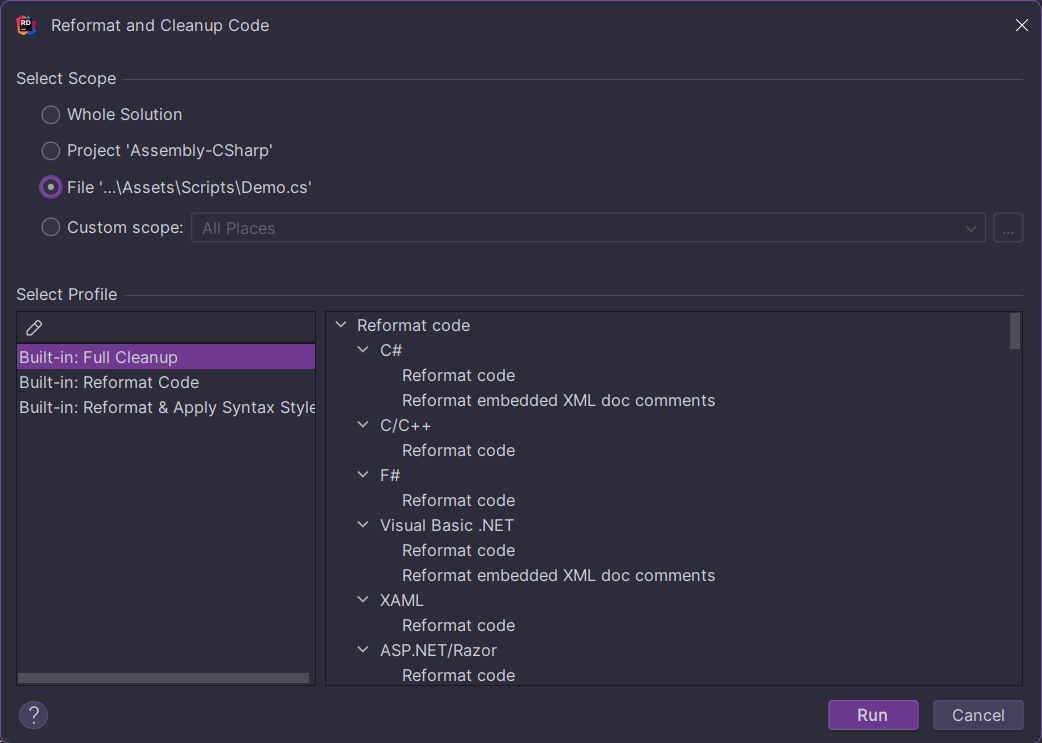 Reformat and Cleanup Code
Select Scope
Whole Solution
Project 'Assembly-CSharp'
File '...\Assets\Scripts\Demo.cs'
Custom scope: All Places ...
Select Profile
Built-in: Full Cleanup
Built-in: Reformat Code
Built-in: Reformat & Apply Syntax Style
Reformat code
C#
Reformat code
Reformat embedded XML doc comments
C/C++
Reformat code
F#
Reformat code
Visual Basic .NET
Reformat code
Reformat embedded XML doc comments
XAML
Reformat code
ASP.NET/Razor
Reformat code
? Run Cancel